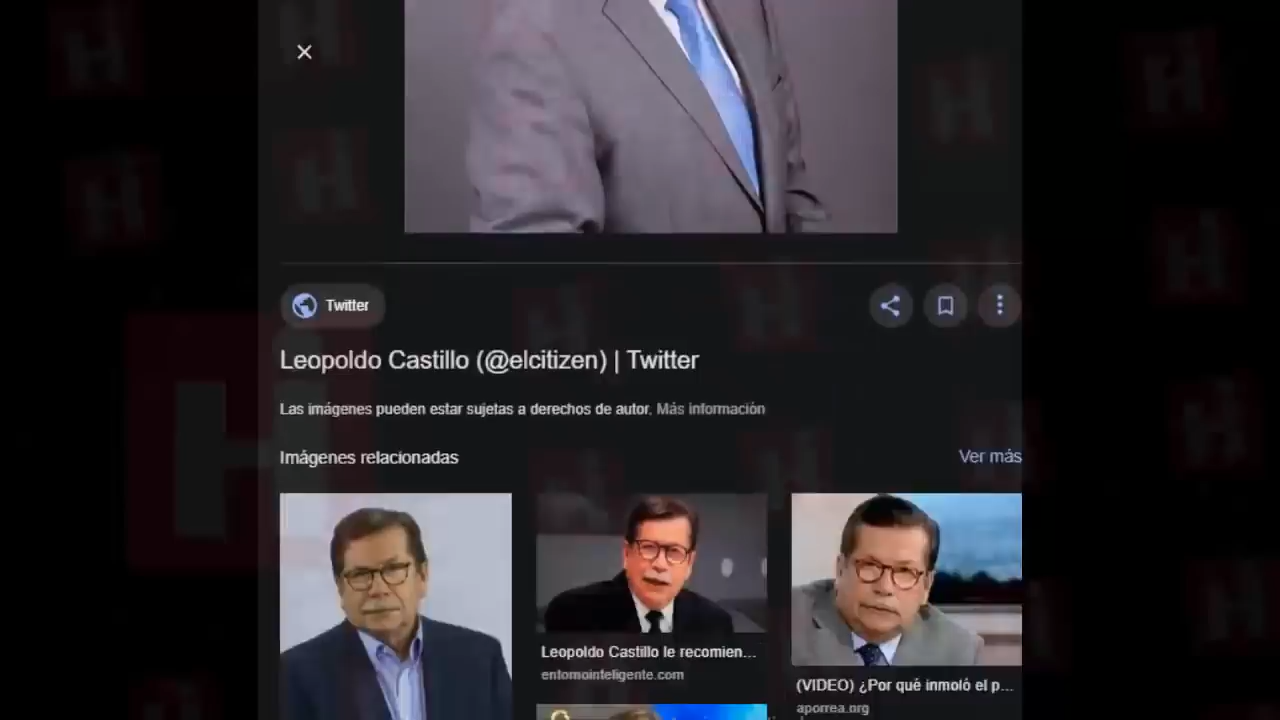 Twitter
Leopoldo Castillo (@elcitizen) | Twitter
Las imágenes pueden estar sujetas a derechos de autor. Más información
Imágenes relacionadas
Ver más
Leopoldo Castillo le recomien...
entornointeligente.com
(VIDEO) ¿Por qué inmoló el p...
aporrea.org